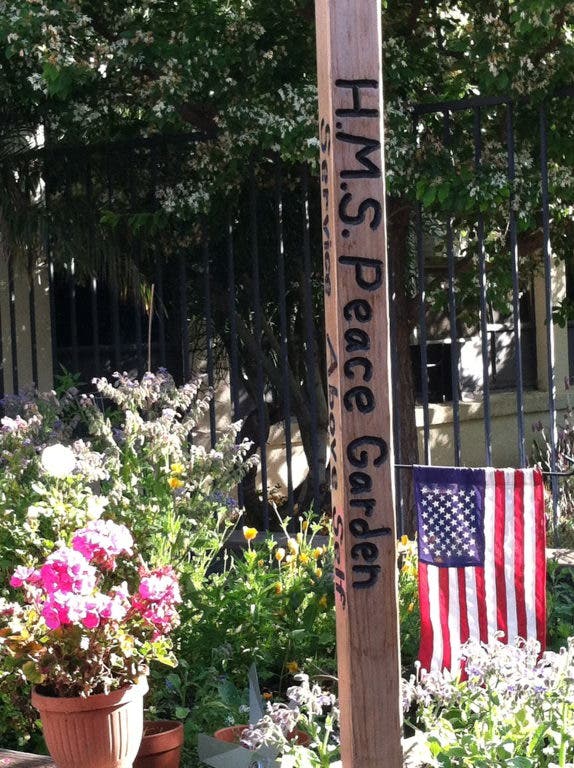 H.M.S. Peace Garden
Service Above Self